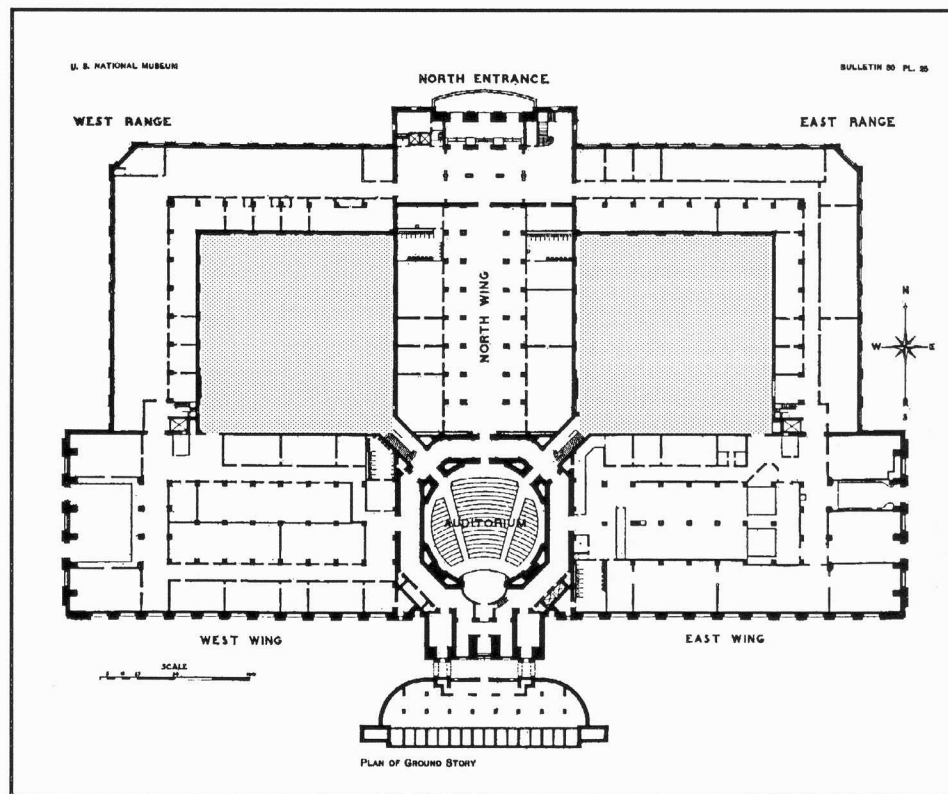 U. S. NATIONAL MUSEUM
BULLETIN 80 PL. 25
NORTH ENTRANCE
WEST RANGE
EAST RANGE
NORTH WING
N
W
E
S
AUDITORIUM
WEST WING
EAST WING
SCALE
PLAN OF GROUND STORY